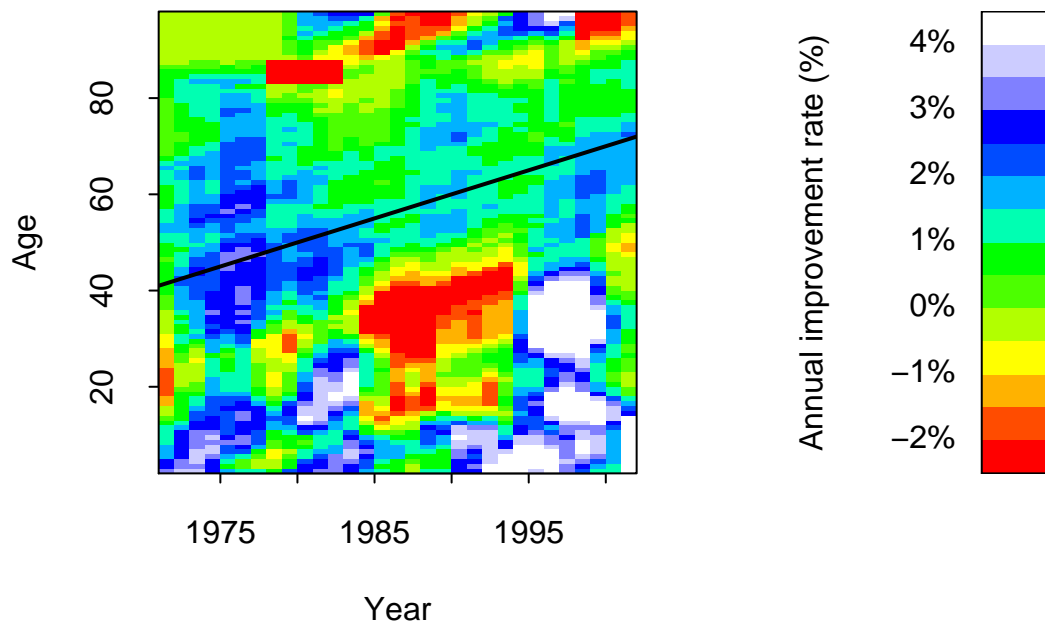 Age
80
60
40
20
1975 1985 1995
Year
Annual improvement rate (%)
4%
3%
2%
1%
0%
−1%
−2%